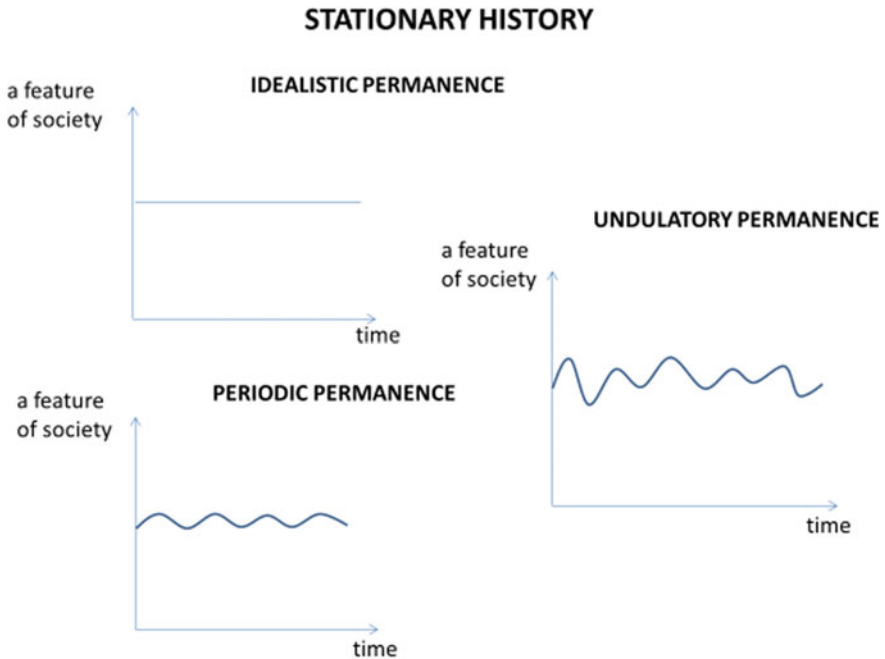 STATIONARY HISTORY
IDEALISTIC PERMANENCE
a feature
of society
time
UNDULATORY PERMANENCE
a feature
of society
time
PERIODIC PERMANENCE
a feature
of society
time